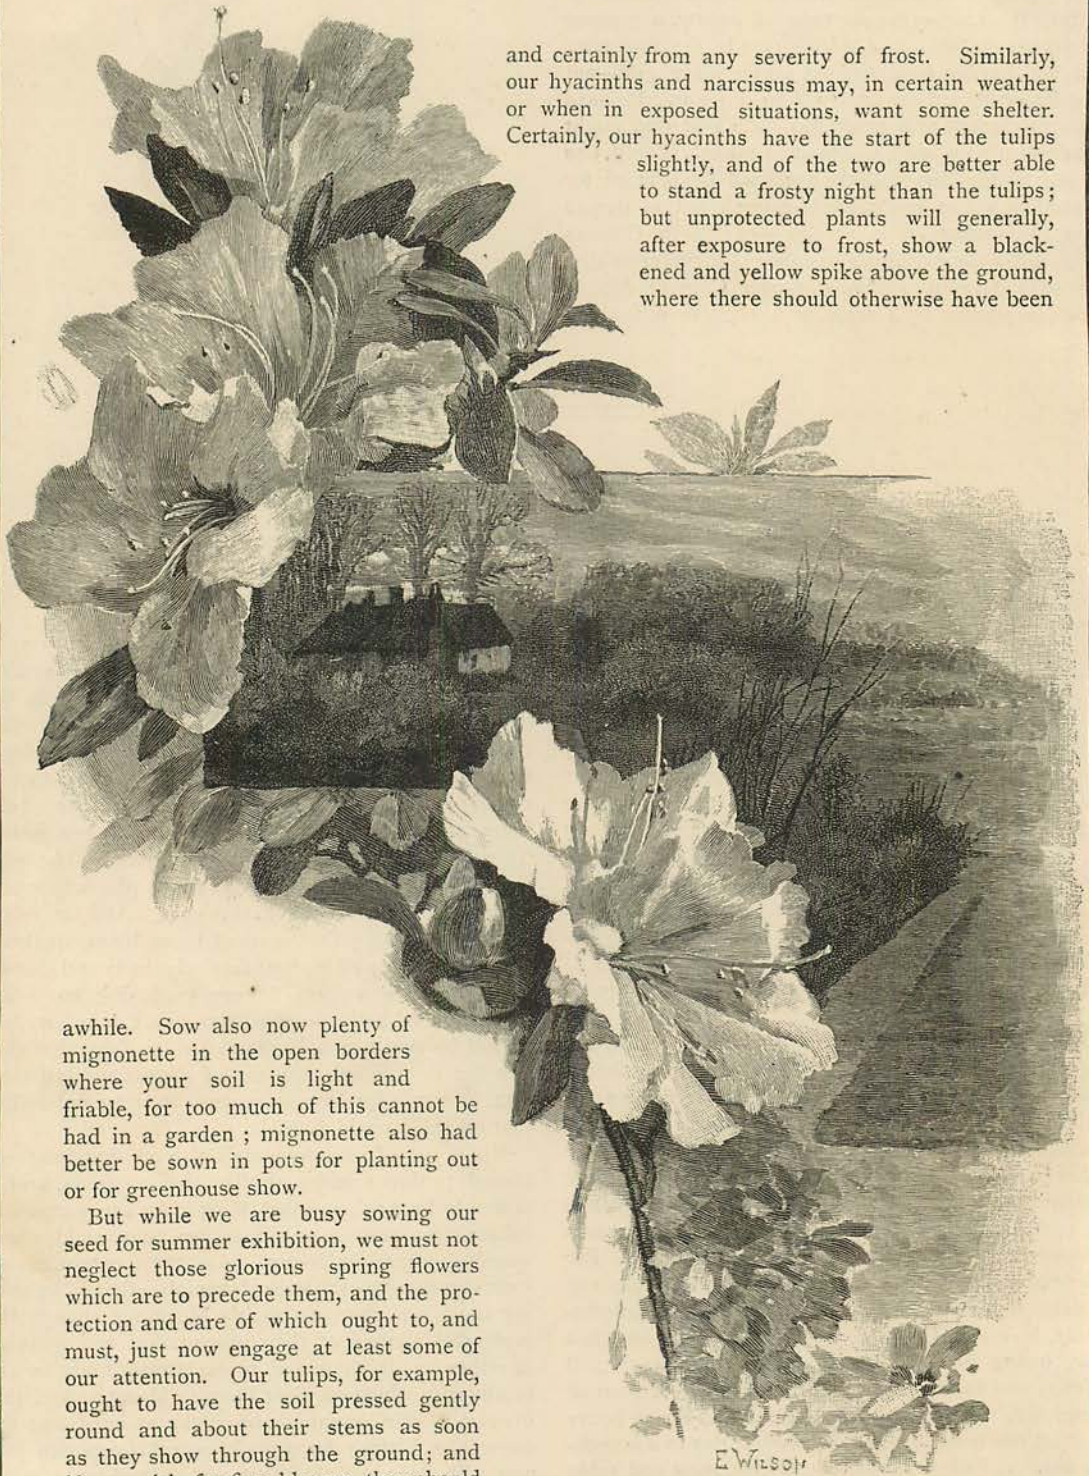 awhile. Sow also now plenty of
mignonette in the open borders
where your soil is light and
friable, for too much of this cannot be
had in a garden ; mignonette also had
better be sown in pots for planting out
or for greenhouse show.
But while we are busy sowing our
seed for summer exhibition, we must not
neglect those glorious spring flowers
which are to precede them, and the pro-
tection and care of which ought to, and
must, just now engage at least some of
our attention. Our tulips, for example,
ought to have the soil pressed gently
round and about their stems as soon
as they show through the ground; and
and certainly from any severity of frost. Similarly,
our hyacinths and narcissus may, in certain weather
or when in exposed situations, want some shelter.
Certainly, our hyacinths have the start of the tulips
slightly, and of the two are better able
to stand a frosty night than the tulips;
but unprotected plants will generally,
after exposure to frost, show a black-
ened and yellow spike above the ground,
where there should otherwise have been
E WILSON